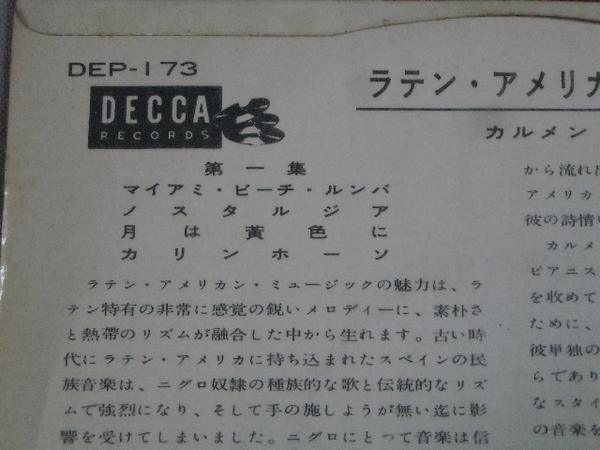 DEP-173
DECCA
RECORDS
ラテン・アメリカ
カルメン
第一集
マイアミ・ビーチ・ルンバ
ノスタルジア
月は黄色に
カリンホーソ
ラテン・アメリカン・ミュージックの魅力は、ラ
テン特有の非常に感覚の鋭いメロディーに、素朴さ
と熱帯のリズムが融合した中から生れます。古い時
代にラテン・アメリカに持ち込まれたスペインの民
族音楽は、ニグロ奴隷の種族的な歌と伝統的なリズ
ムで強烈になり、そして手の施しようが無い迄に影
響を受けてしまいました。ニグロにとって音楽は信
から流れ出
アメリカ
彼の詩情
カルメ
ピアニス
を収めて
ために、
彼単独の
らであり
なスタイ
の音楽を